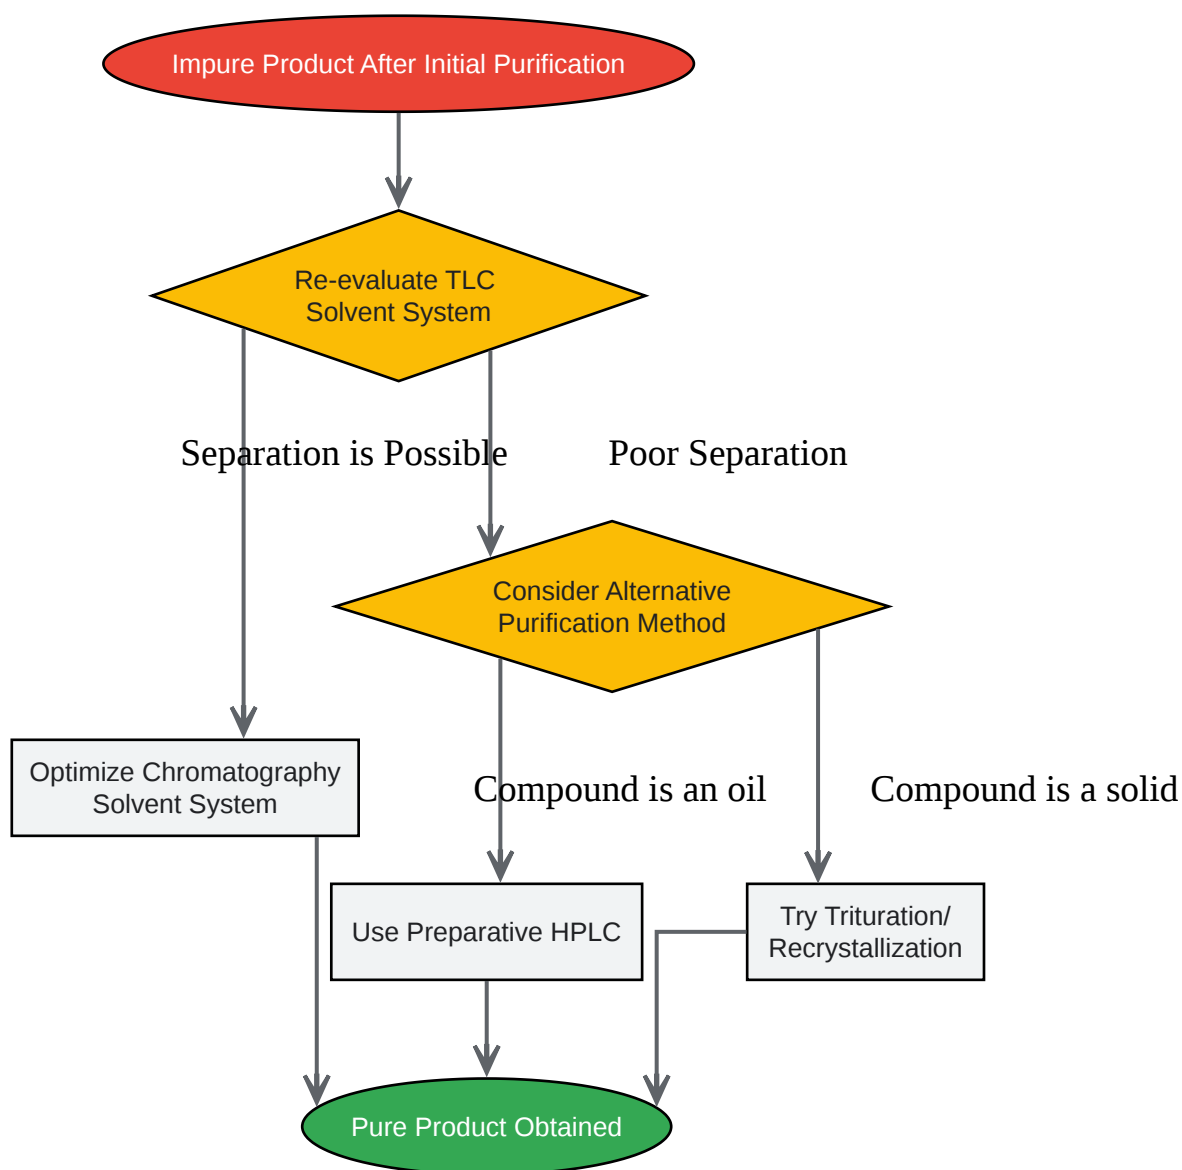 Impure Product After Initial Purification
Re-evaluate TLC
Solvent System
Separation is Possible
Poor Separation
Consider Alternative
Purification Method
Optimize Chromatography
Solvent System
Compound is an oil
Compound is a solid
Use Preparative HPLC
Try Trituration/
Recrystallization
Pure Product Obtained